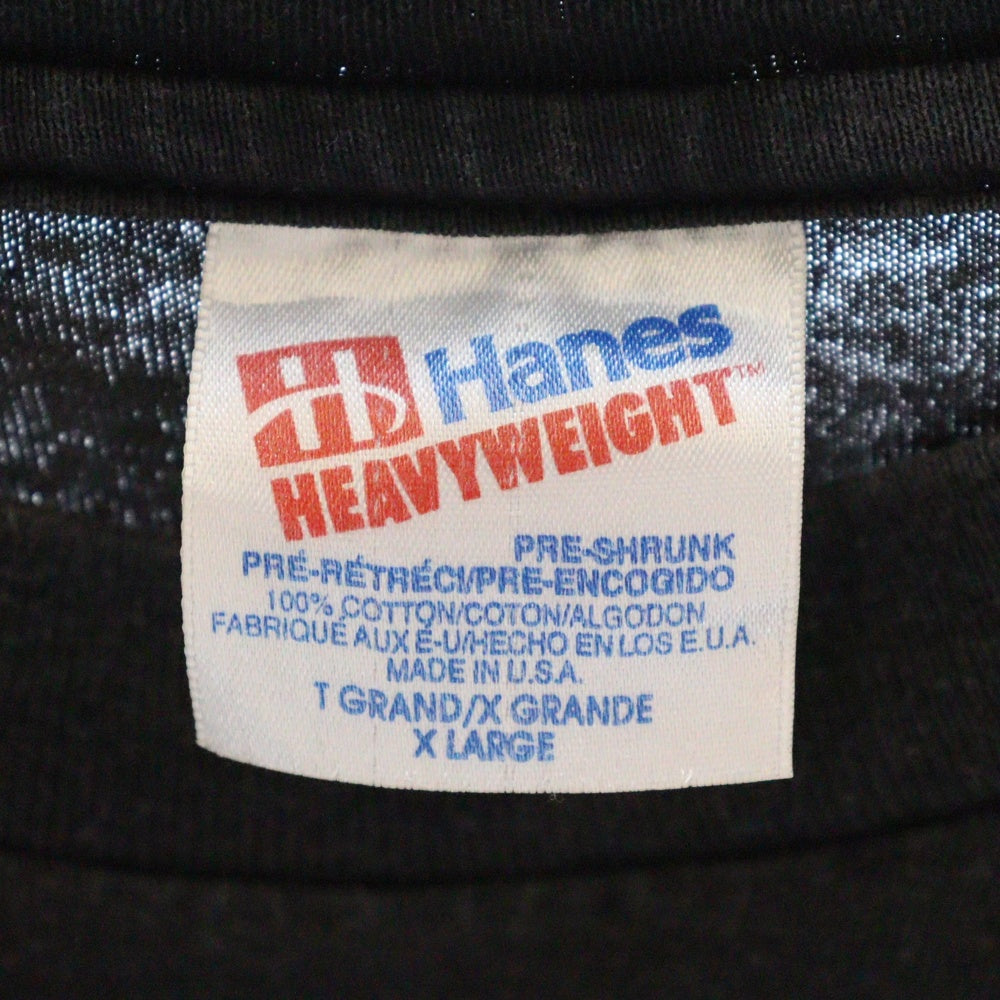 Hanes
HEAVYWEIGHT™
PRE-SHRUNK
PRÉ-RÉTRÉCI/PRE-ENCOGIDO
100% COTTON/COTON/ALGODON
FABRIQUÉ AUX É-U/HECHO EN LOS E.U.A.
MADE IN U.S.A.
T GRAND/X GRANDE
X LARGE